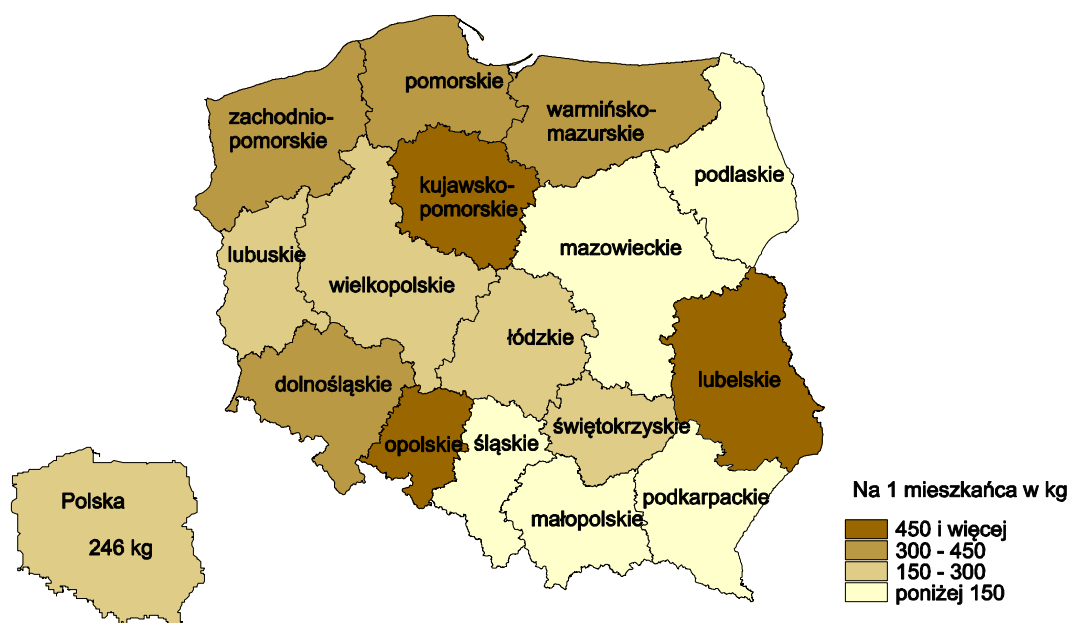 pomorskie
zachodnio-
pomorskie
warmińsko-
mazurskie
podlaskie
kujawsko-
pomorskie
mazowieckie
lubuskie
wielkopolskie
łódzkie
dolnośląskie
lubelskie
opolskie
śląskie
świętokrzyskie
podkarpackie
małopolskie
Polska
246 kg
Na 1 mieszkańca w kg
450 i więcej
300 - 450
150 - 300
poniżej 150